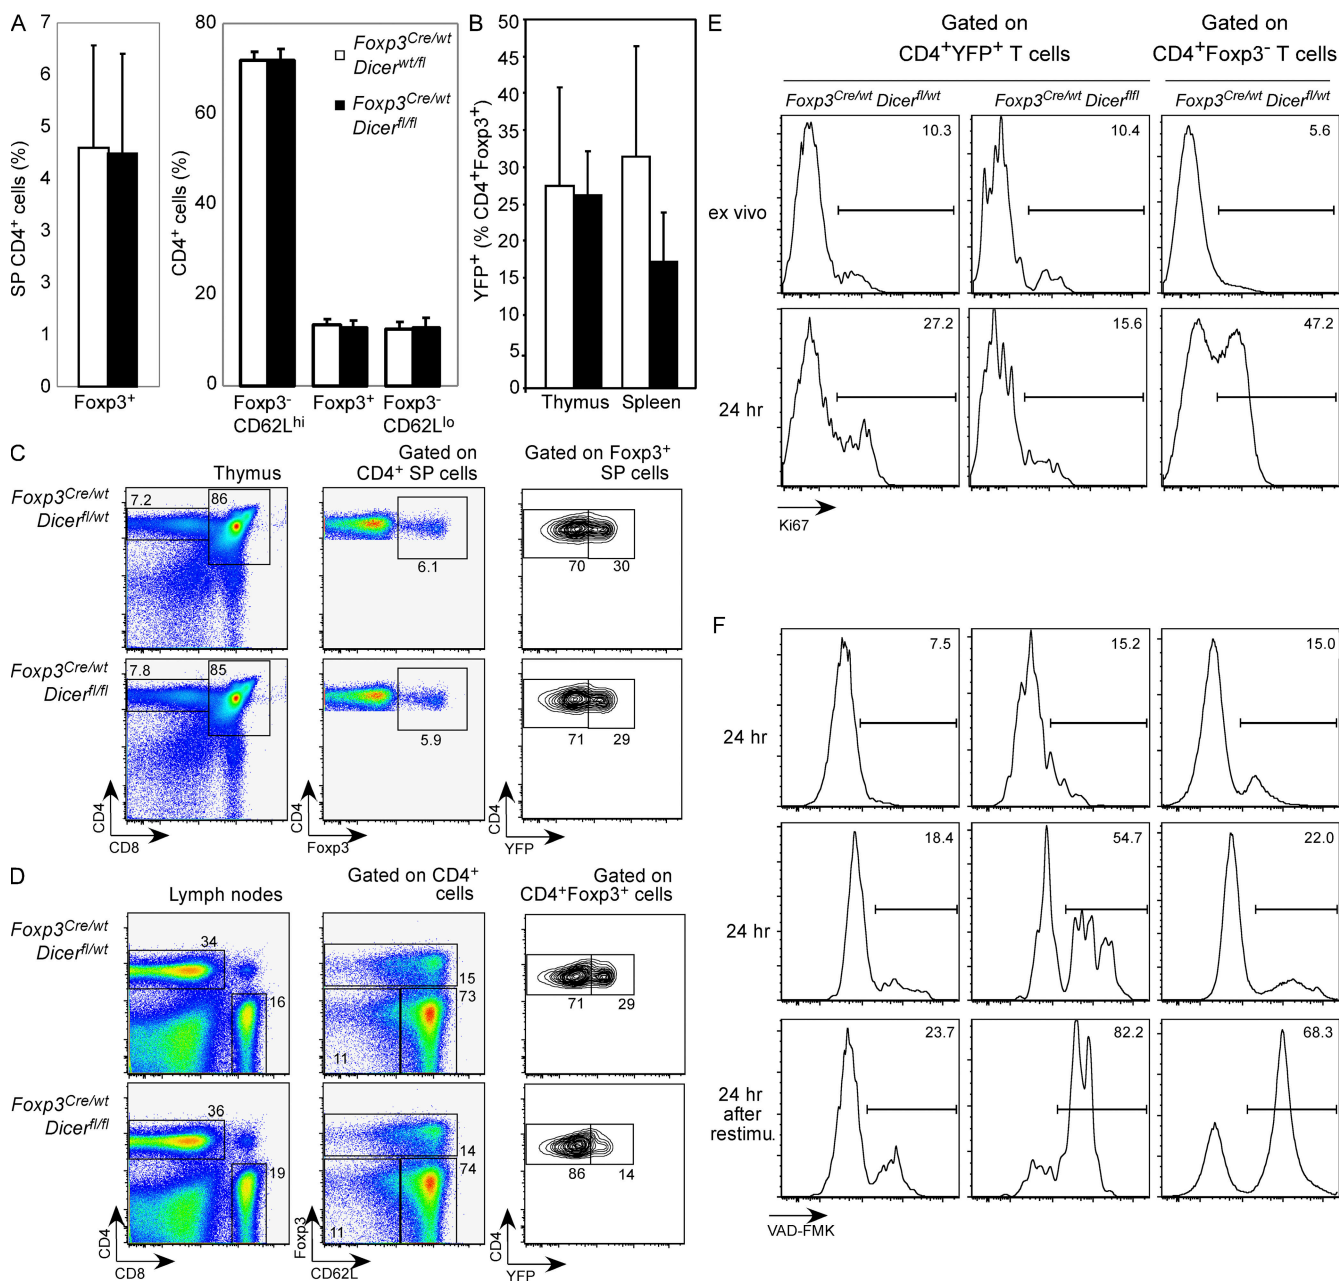 A
7
6
5
4
3
3
1
0
SP CD4+ cells (%)
Foxp3+
80
60
40
20
0
CD4+ cells (%)
Foxp3Cre/wt
Dicerwt/fl
Foxp3Cre/wt
Dicerfl/fl
Foxp3-
CD62Lhi
Foxp3+
Foxp3-
CD62Llo
B
50
45
40
35
30
25
20
15
10
5
0
YFP+ (% CD4+Foxp3+)
Thymus
Spleen
C
Thymus
Gated on
CD4+ SP cells
Gated on Foxp3+
SP cells
Foxp3Cre/wt
Dicerfl/wt
7.2
86
6.1
70
30
Foxp3Cre/wt
Dicerfl/fl
7.8
85
5.9
71
29
CD4
CD8
CD4
Foxp3
CD4
YFP
D
Lymph nodes
Gated on CD4+
cells
Gated on
CD4+Foxp3+ cells
Foxp3Cre/wt
Dicerfl/wt
34
16
15
73
11
71
29
Foxp3Cre/wt
Dicerfl/fl
36
19
14
74
11
86
14
CD4
CD8
Foxp3
CD62L
CD4
YFP
E
Gated on
CD4+YFP+ T cells
Gated on
CD4+Foxp3- T cells
Foxp3Cre/wt Dicerfl/wt
Foxp3Cre/wt Dicerflfl
Foxp3Cre/wt Dicerfl/wt
ex vivo
10.3
10.4
5.6
24 hr
27.2
15.6
47.2
Ki67
F
24 hr
7.5
15.2
15.0
24 hr
18.4
54.7
22.0
24 hr
after
restimu.
23.7
82.2
68.3
VAD-FMK